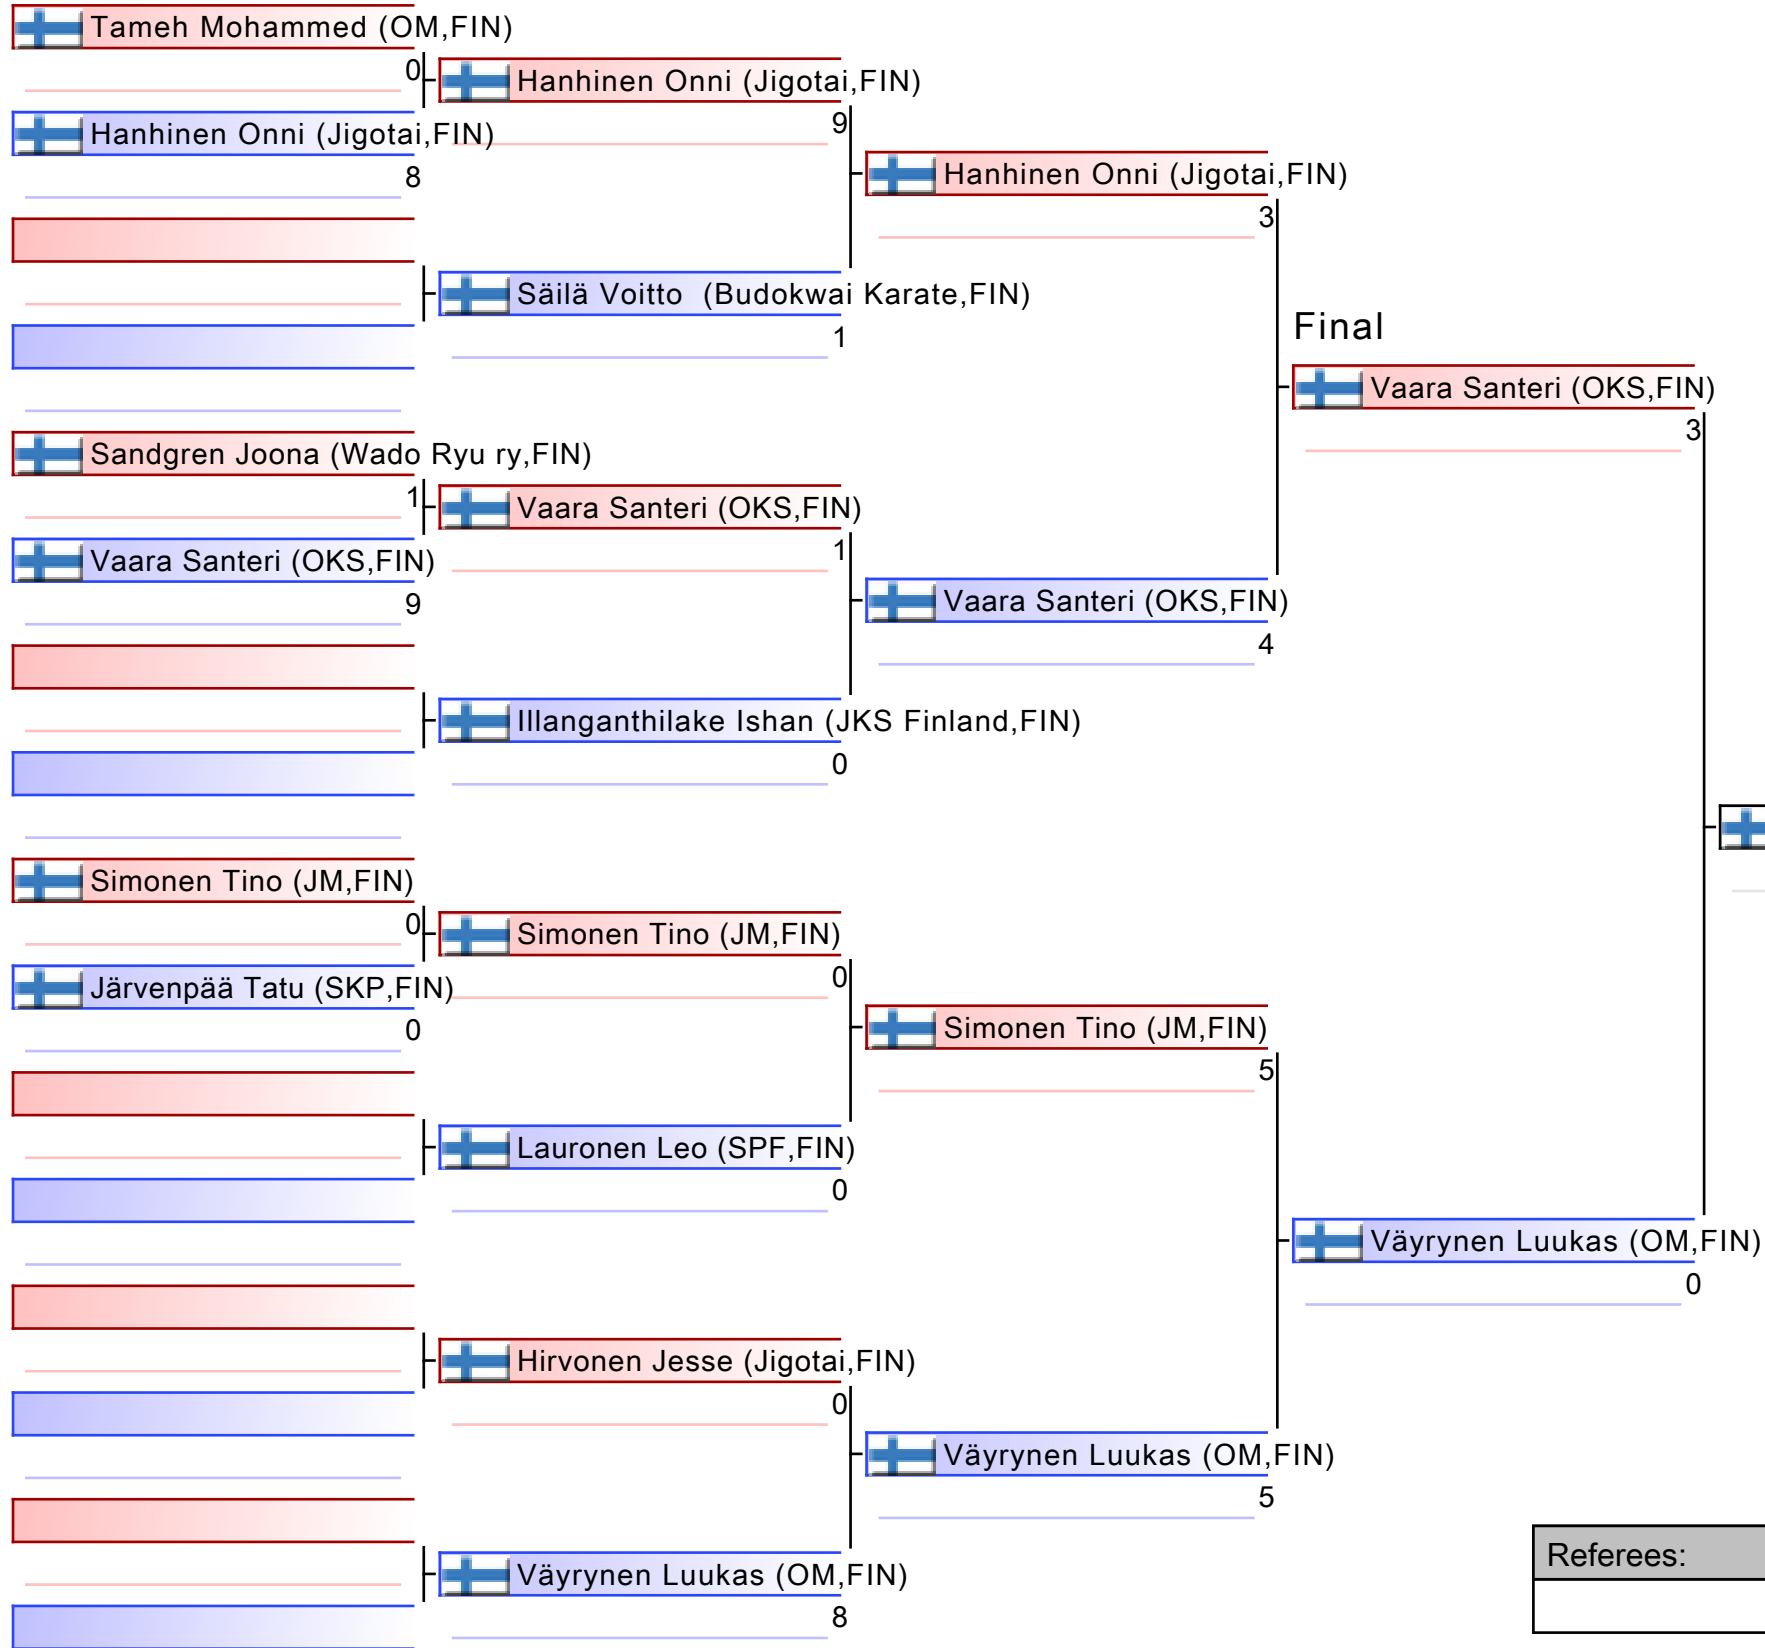 Tameh Mohammed (OM,FIN)
0
Hanhinen Onni (Jigotai,FIN)
8
Sandgren Joona (Wado Ryu ry,FIN)
1
Vaara Santeri (OKS,FIN)
9
Simonen Tino (JM,FIN)
0
Järvenpää Tatu (SKP,FIN)
0
Hanhinen Onni (Jigotai,FIN)
9
Säilä Voitto  (Budokwai Karate,FIN)
1
Vaara Santeri (OKS,FIN)
1
Illanganthilake Ishan (JKS Finland,FIN)
0
Simonen Tino (JM,FIN)
0
Lauronen Leo (SPF,FIN)
0
Hirvonen Jesse (Jigotai,FIN)
0
Väyrynen Luukas (OM,FIN)
8
Hanhinen Onni (Jigotai,FIN)
3
Vaara Santeri (OKS,FIN)
4
Simonen Tino (JM,FIN)
5
Väyrynen Luukas (OM,FIN)
5
Final
Vaara Santeri (OKS,FIN)
3
Väyrynen Luukas (OM,FIN)
0
Referees: